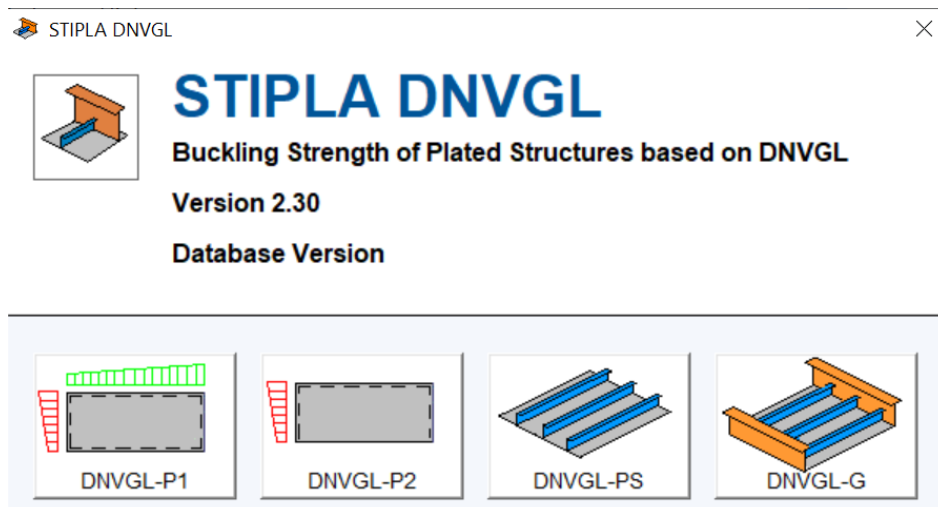 STIPLA DNVGL
STIPLA DNVGL
Buckling Strength of Plated Structures based on DNVGL
Version 2.30
Database Version
DNVGL-P1
DNVGL-P2
DNVGL-PS
DNVGL-G